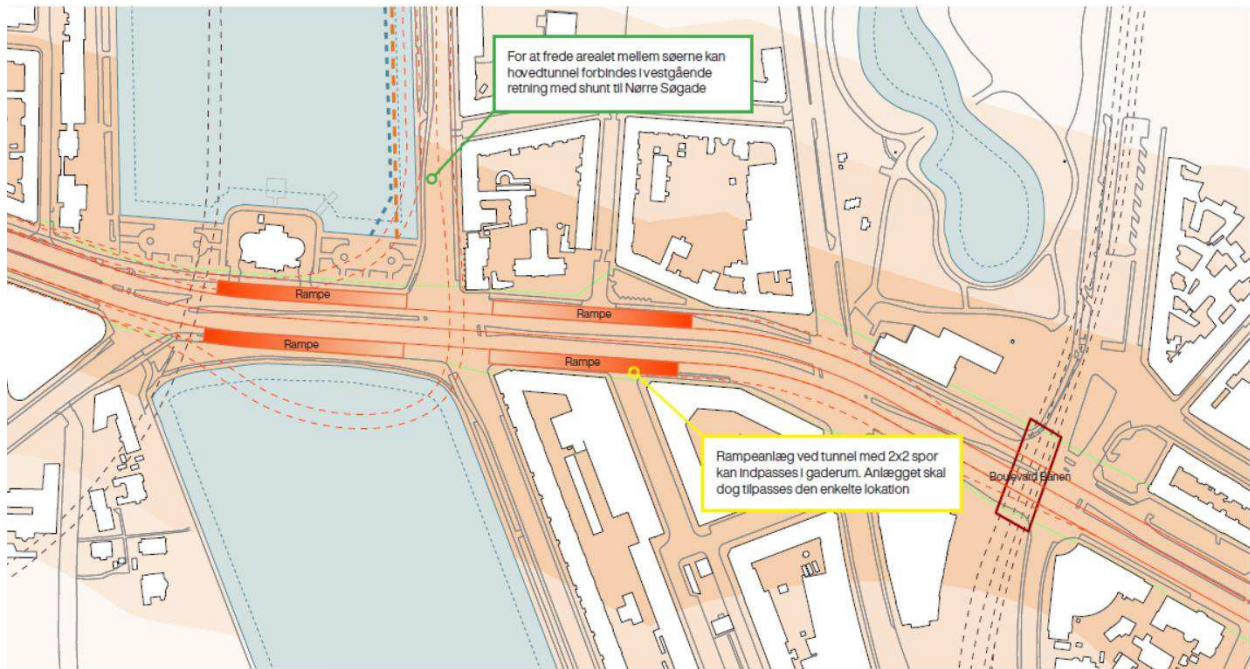 For at frede arealet mellem søerne kan
hovedtunnel forbindes i vestgående
retning med shunt til Nørre Søgade
Rampe
Rampe
Rampe
Rampe
Rampeanlæg ved tunnel med 2x2 spor
kan indpasses i gaderum. Anlægget skal
dog tilpasses den enkelte lokation
Boulevard Banen